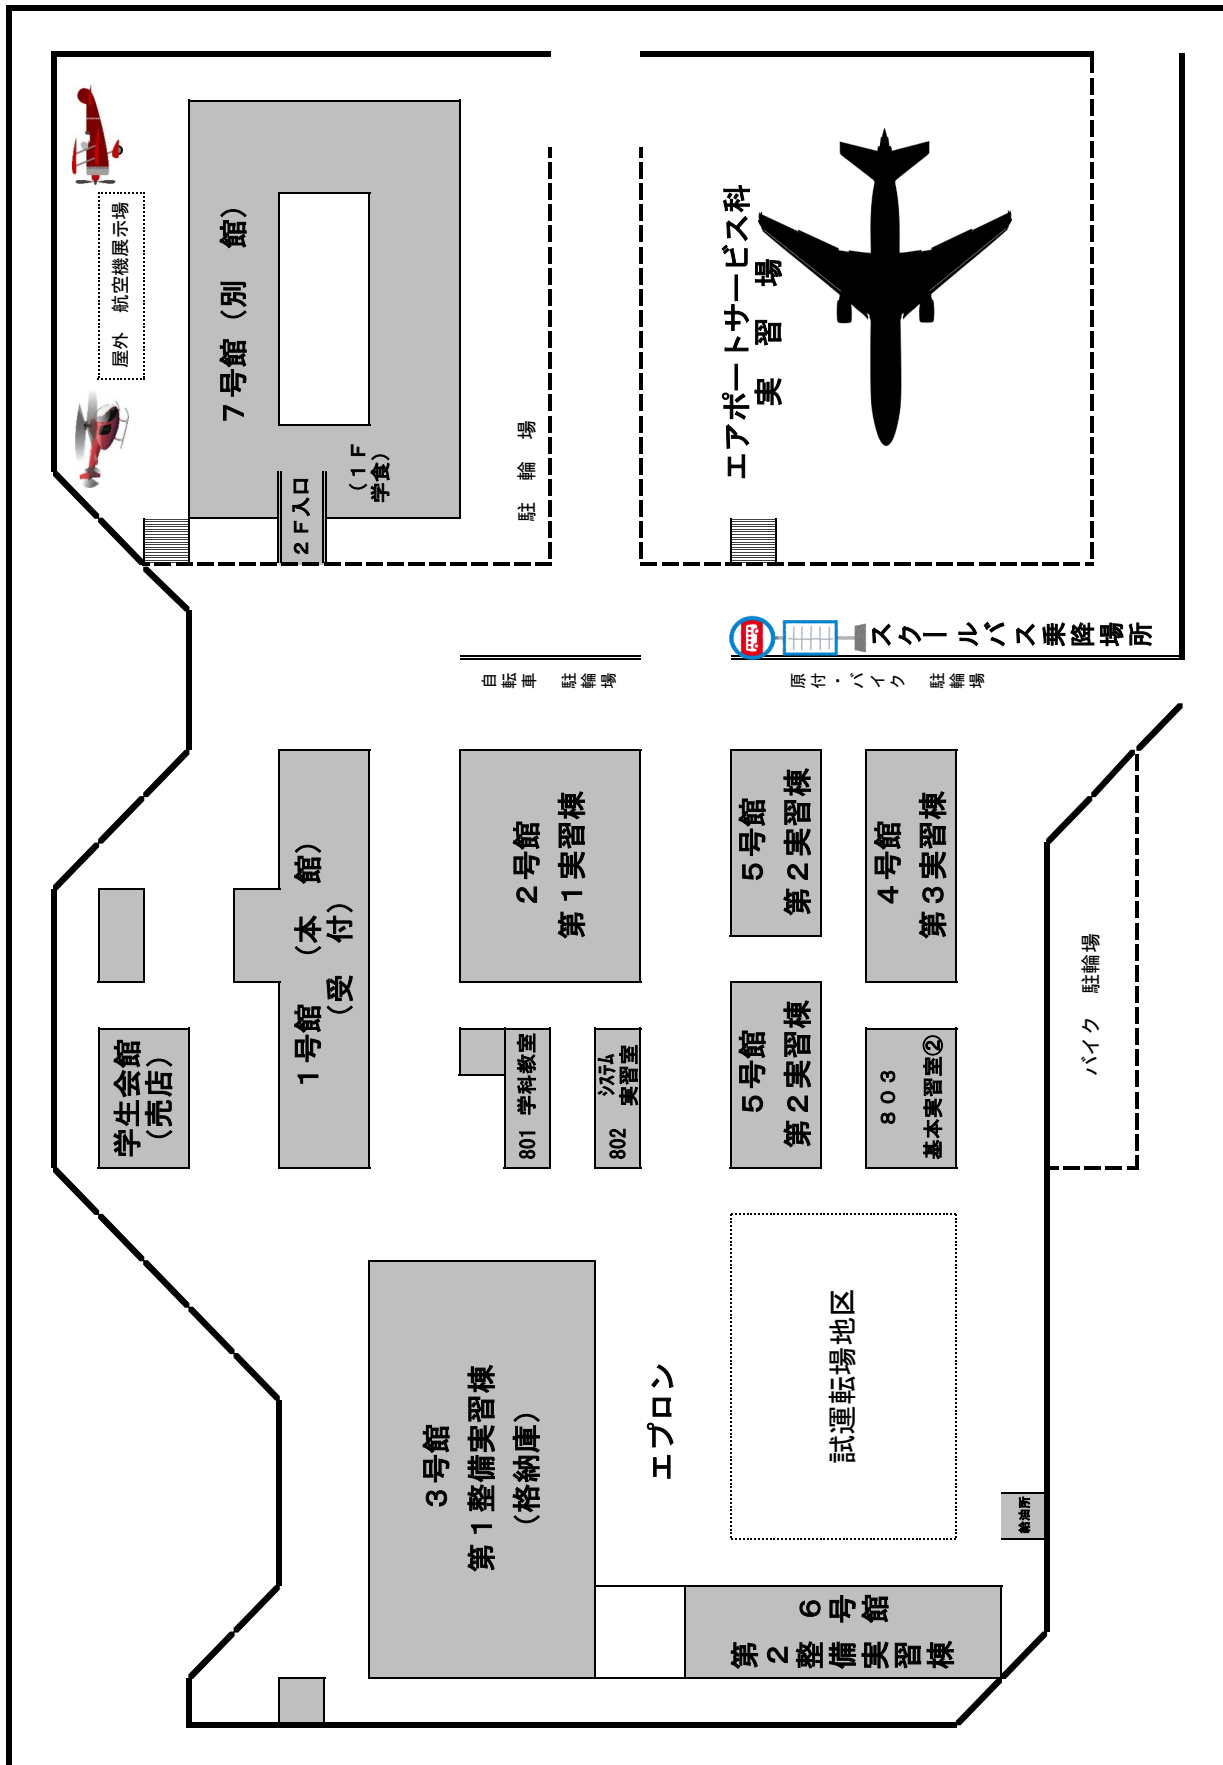 屋外　航空機展示場
７号館（別　館）
（１Ｆ
学食）
２Ｆ入口
駐　輪　場
エアポートサービス科
実　習　場
スクールバス乗降場所
自転車　駐輪場
原付・バイク　駐輪場
１号館　（本　館）
（受　付）
学生会館
（売店）
２号館
第１実習棟
801 学科教室
802 ｼｽﾃﾑ
実習室
５号館
第２実習棟
５号館
第２実習棟
４号館
第３実習棟
８０３
基本実習室②
バイク　駐輪場
３号館
第１整備実習棟
（格納庫）
エプロン
試運転場地区
給油所
６号館
第２整備実習棟